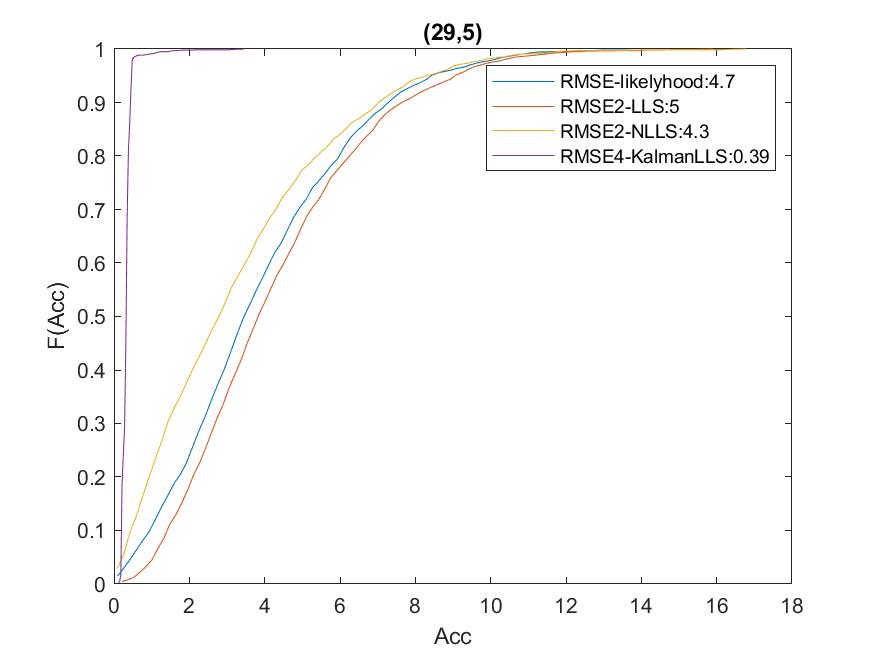 (29,5)
1
0.9
0.8
0.7
0.6
0.5
0.4
0.3
0.2
0.1
0
F(Acc)
RMSE-likelyhood:4.7
RMSE2-LLS:5
RMSE2-NLLS:4.3
RMSE4-KalmanLLS:0.39
0 2 4 6 8 10 12 14 16 18
Acc